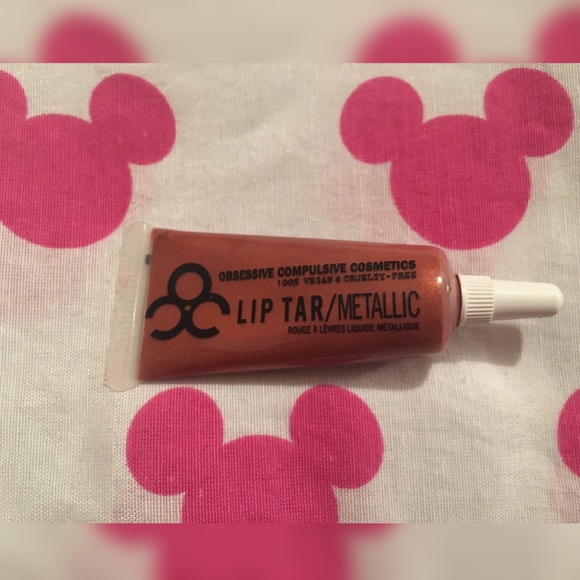 OBSESSIVE COMPULSIVE COSMETICS
100% VEGAN & CRUELTY-FREE
LIP TAR/METALLIC
ROUGE À LÈVRES LIQUIDE MÉTALLIQUE